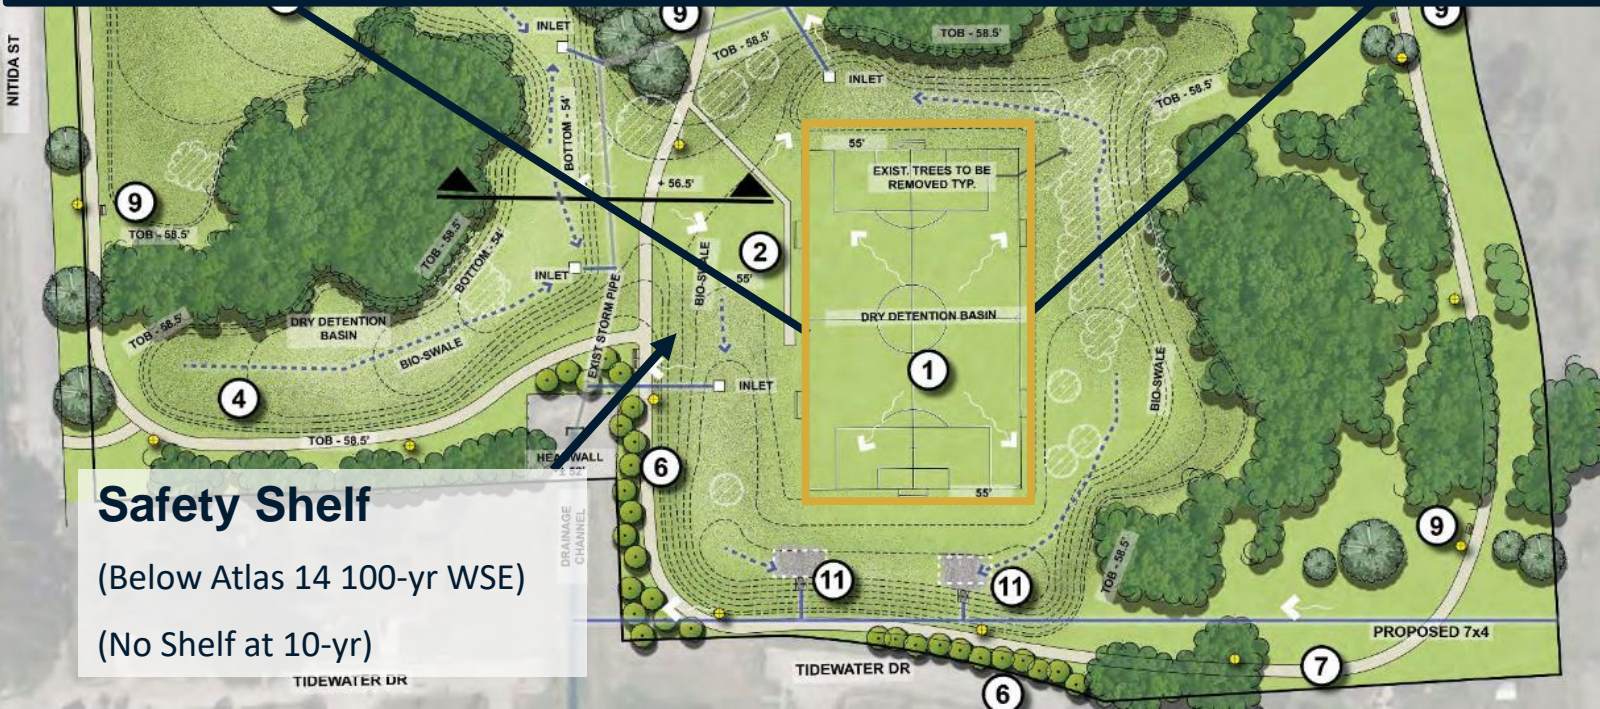 9
9
NITIDA ST
INLET
TOB - 58.5'
TOB - 58.5'
INLET
TOB - 58.5'
BOTTOM - 54'
55'
EXIST. TREES TO BE
REMOVED TYP.
+ 56.5'
9
TOB - 58.5'
TOB - 58.5'
BOTTOM - 54'
INLET
2
BIO-SWALE
55'
EXIST STORM PIPE
TOB - 58.5'
DRY DETENTION
BASIN
BIO-SWALE
DRY DETENTION BASIN
1
BIO-SWALE
INLET
4
TOB - 58.5'
HEADWALL
6
55'
DRAINAGE
CHANNEL
9
TOB - 58.5'
11
11
Safety Shelf
(Below Atlas 14 100-yr WSE)
(No Shelf at 10-yr)
TIDEWATER DR
TIDEWATER DR
PROPOSED 7x4
7
6